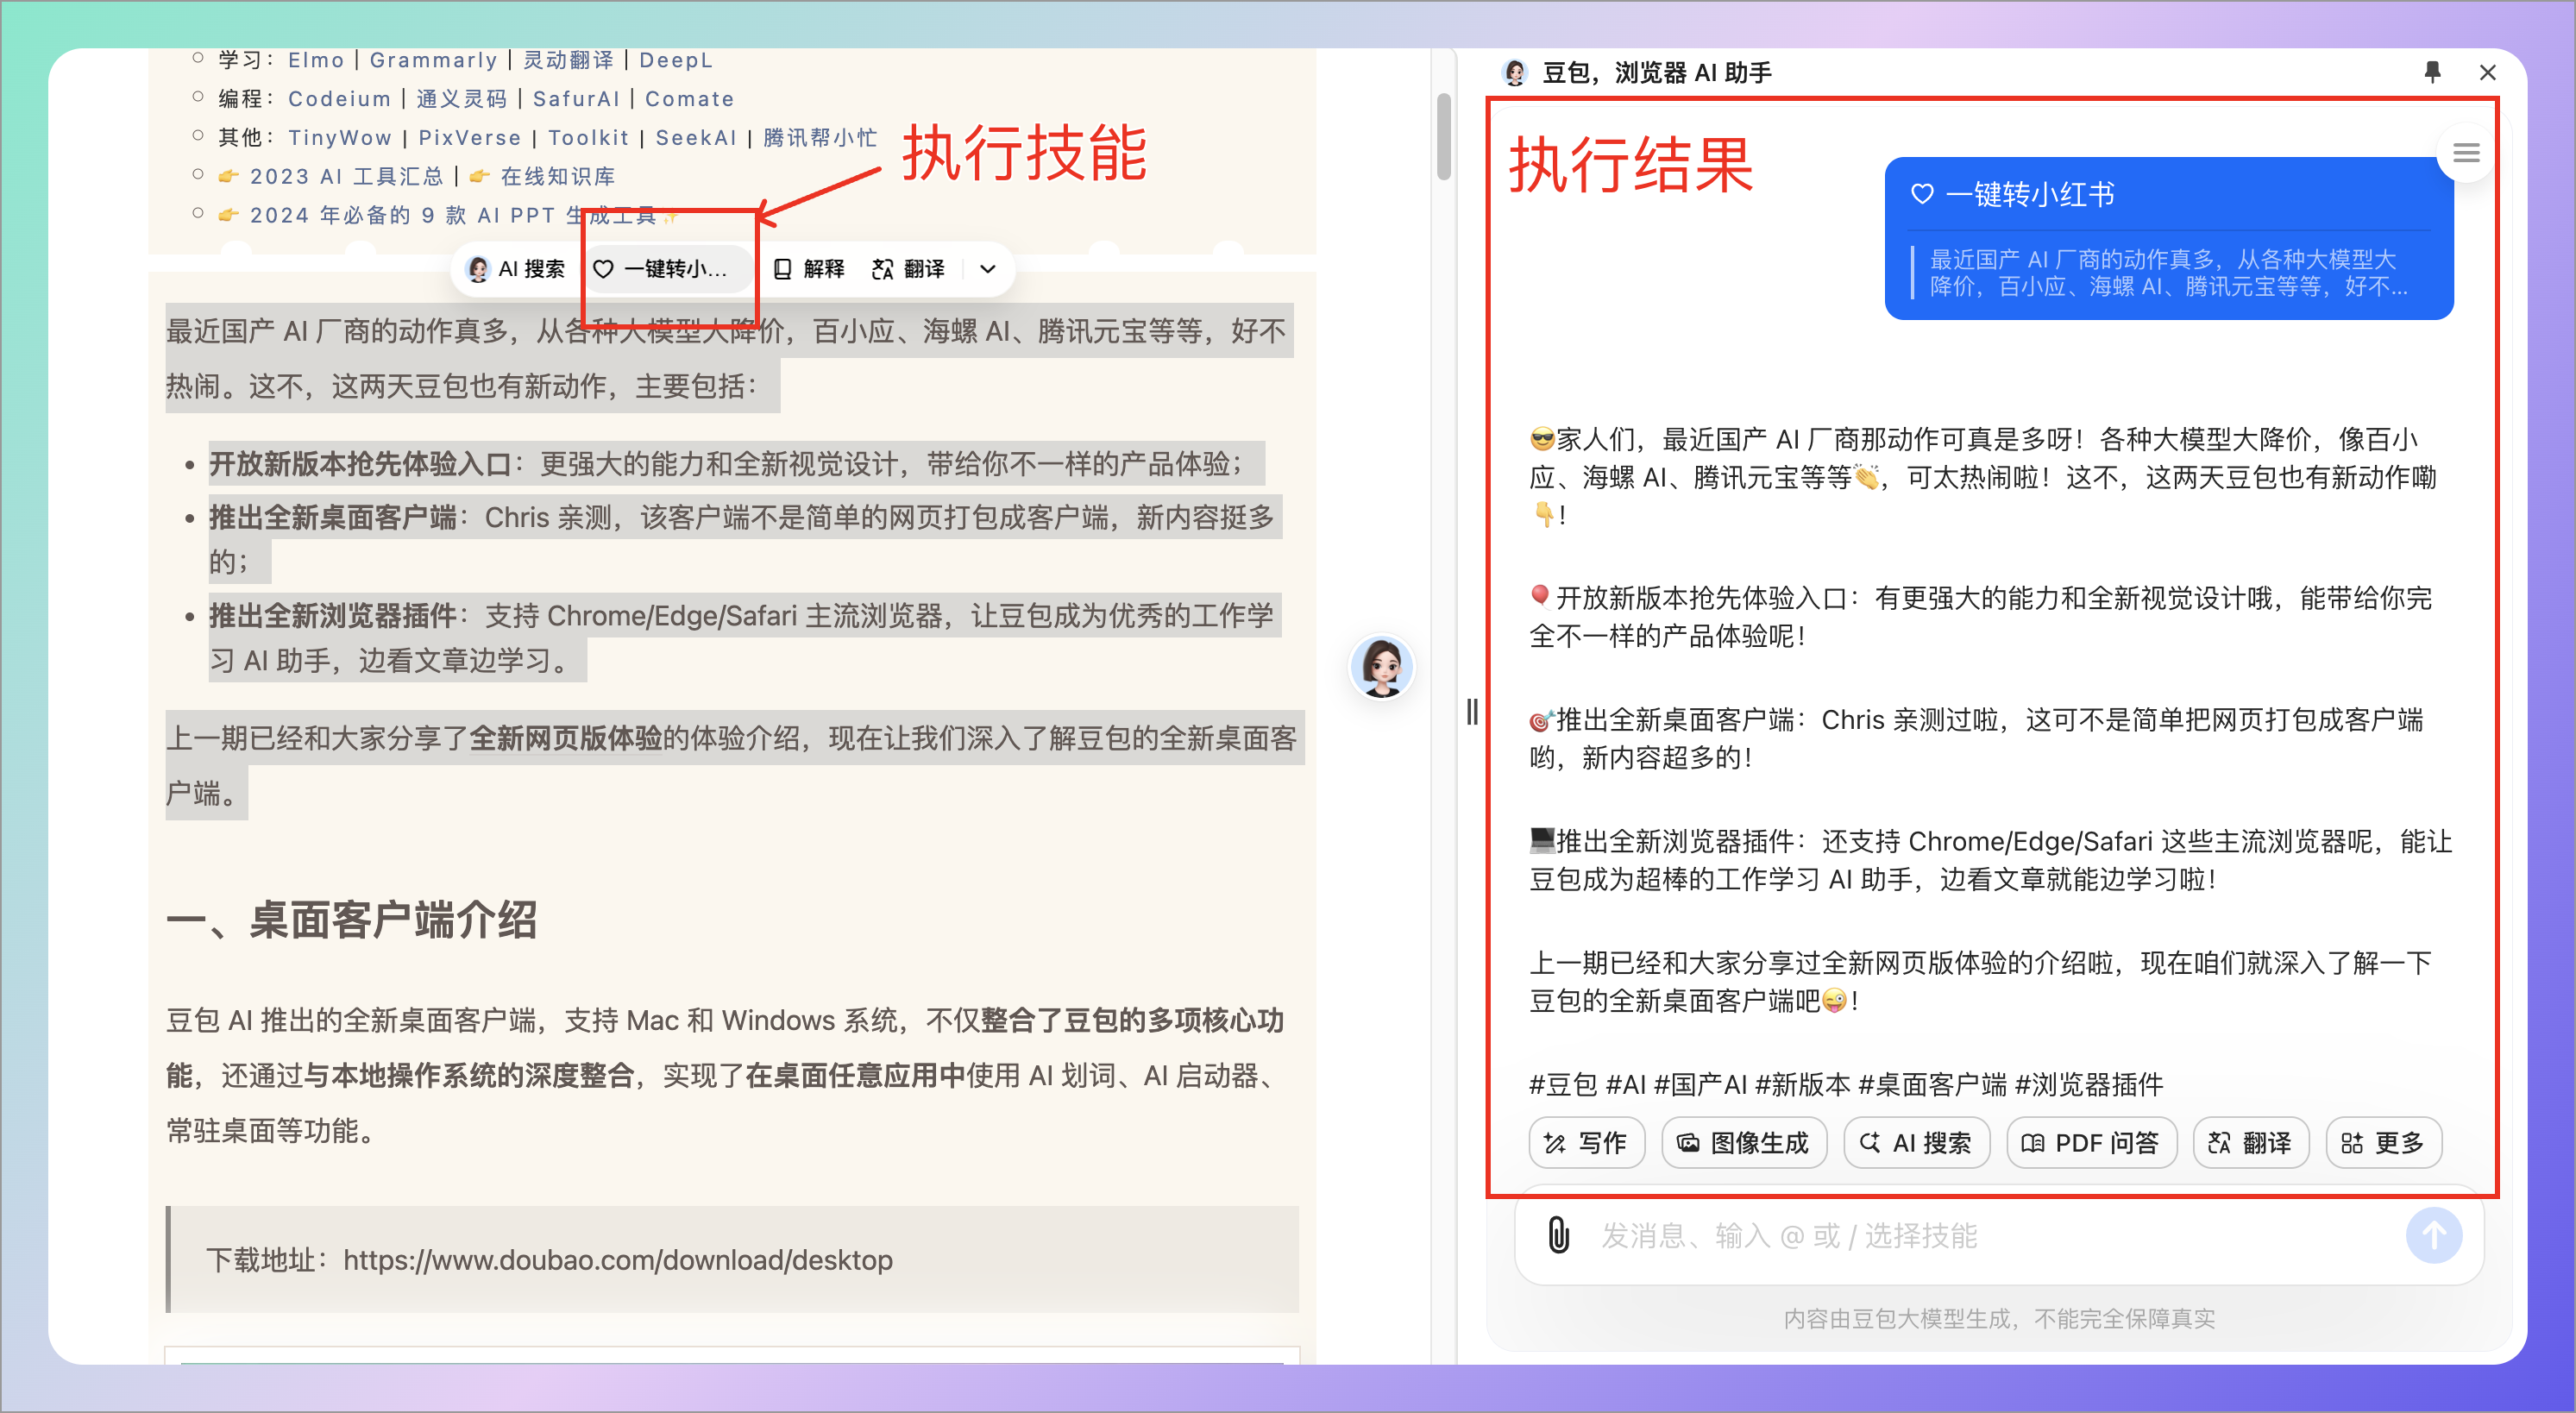 学习：Elmo | Grammarly | 灵动翻译 | DeepL
编程：Codeium | 通义灵码 | SafurAI | Comate
其他：TinyWow | PixVerse | Toolkit | SeekAI | 腾讯帮小忙
👉 2023 AI 工具汇总 | 👉 在线知识库
👉 2024 年必备的 9 款 AI PPT 生成工具✨
执行技能
AI 搜索 一键转小... 解释 翻译
最近国产 AI 厂商的动作真多，从各种大模型大降价，百小应、海螺 AI、腾讯元宝等等，好不
热闹。这不，这两天豆包也有新动作，主要包括：
• 开放新版本抢先体验入口：更强大的能力和全新视觉设计，带给你不一样的产品体验；
• 推出全新桌面客户端：Chris 亲测，该客户端不是简单的网页打包成客户端，新内容挺多
的；
• 推出全新浏览器插件：支持 Chrome/Edge/Safari 主流浏览器，让豆包成为优秀的工作学
习 AI 助手，边看文章边学习。
上一期已经和大家分享了全新网页版体验的体验介绍，现在让我们深入了解豆包的全新桌面客
户端。
一、桌面客户端介绍
豆包 AI 推出的全新桌面客户端，支持 Mac 和 Windows 系统，不仅整合了豆包的多项核心功
能，还通过与本地操作系统的深度整合，实现了在桌面任意应用中使用 AI 划词、AI 启动器、
常驻桌面等功能。
下载地址：https://www.doubao.com/download/desktop
豆包，浏览器 AI 助手
执行结果
一键转小红书
最近国产 AI 厂商的动作真多，从各种大模型大
降价，百小应、海螺 AI、腾讯元宝等等，好不...
😎家人们，最近国产 AI 厂商那动作可真是多呀！各种大模型大降价，像百小
应、海螺 AI、腾讯元宝等等👏，可太热闹啦！这不，这两天豆包也有新动作嘞
👇！
🎈开放新版本抢先体验入口：有更强大的能力和全新视觉设计哦，能带给你完
全不一样的产品体验呢！
🎯推出全新桌面客户端：Chris 亲测过啦，这可不是简单把网页打包成客户端
哟，新内容超多的！
💻推出全新浏览器插件：还支持 Chrome/Edge/Safari 这些主流浏览器呢，能让
豆包成为超棒的工作学习 AI 助手，边看文章就能边学习啦！
上一期已经和大家分享过全新网页版体验的介绍啦，现在咱们就深入了解一下
豆包的全新桌面客户端吧😜！
#豆包 #AI #国产AI #新版本 #桌面客户端 #浏览器插件
写作 图像生成 AI 搜索 PDF 问答 翻译 更多
发消息、输入 @ 或 / 选择技能
内容由豆包大模型生成，不能完全保障真实